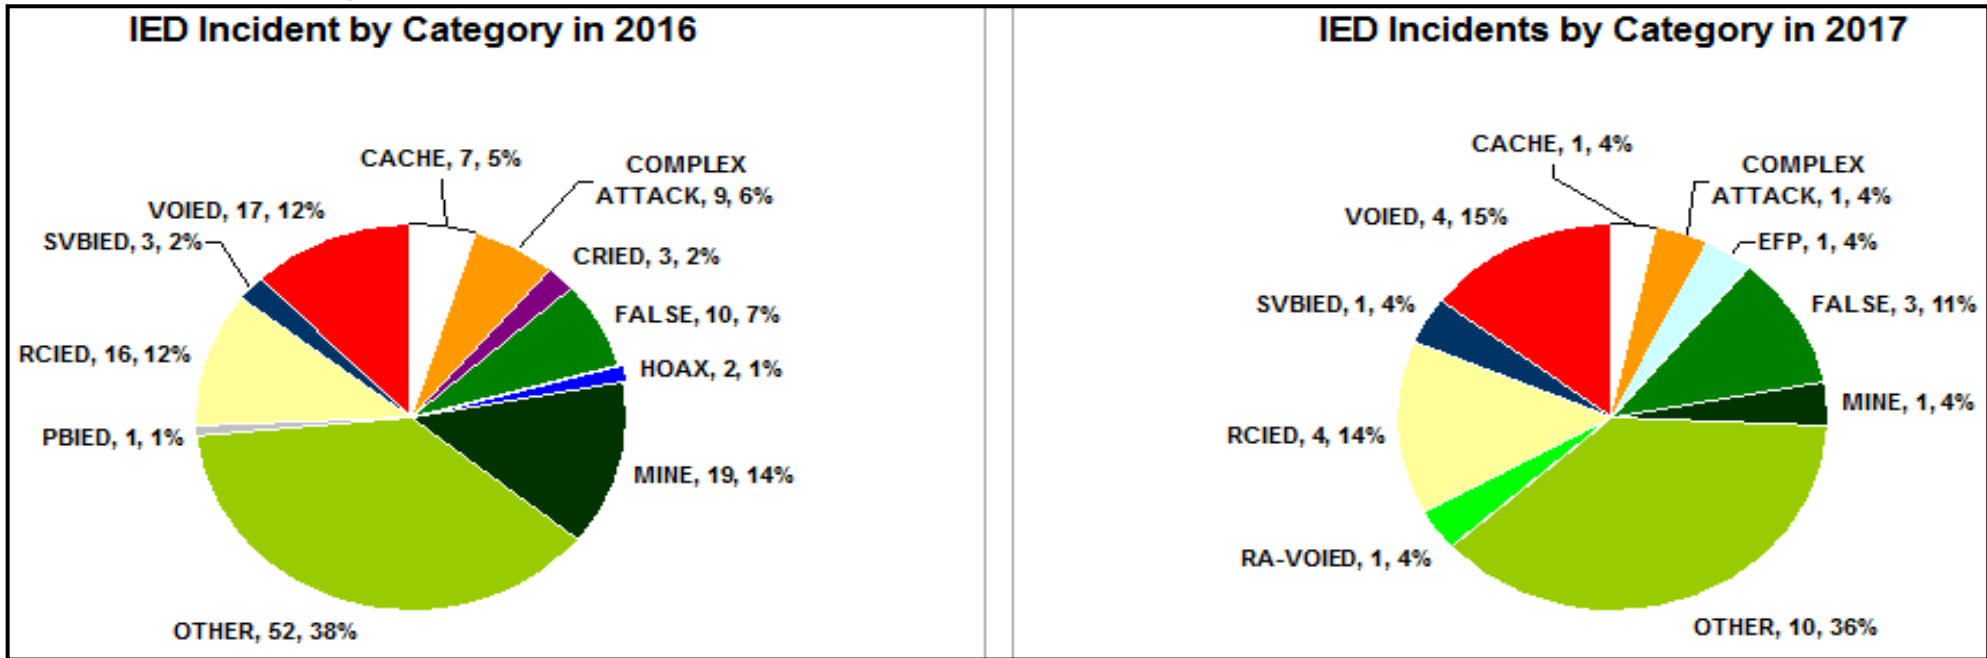 IED Incident by Category in 2016
CACHE, 7, 5%
COMPLEX
ATTACK, 9, 6%
CRIED, 3, 2%
FALSE, 10, 7%
HOAX, 2, 1%
MINE, 19, 14%
OTHER, 52, 38%
PBIED, 1, 1%
RCIED, 16, 12%
SVBIED, 3, 2%
VOIED, 17, 12%
IED Incidents by Category in 2017
CACHE, 1, 4%
COMPLEX
ATTACK, 1, 4%
EFP, 1, 4%
FALSE, 3, 11%
MINE, 1, 4%
OTHER, 10, 36%
RA-VOIED, 1, 4%
RCIED, 4, 14%
SVBIED, 1, 4%
VOIED, 4, 15%